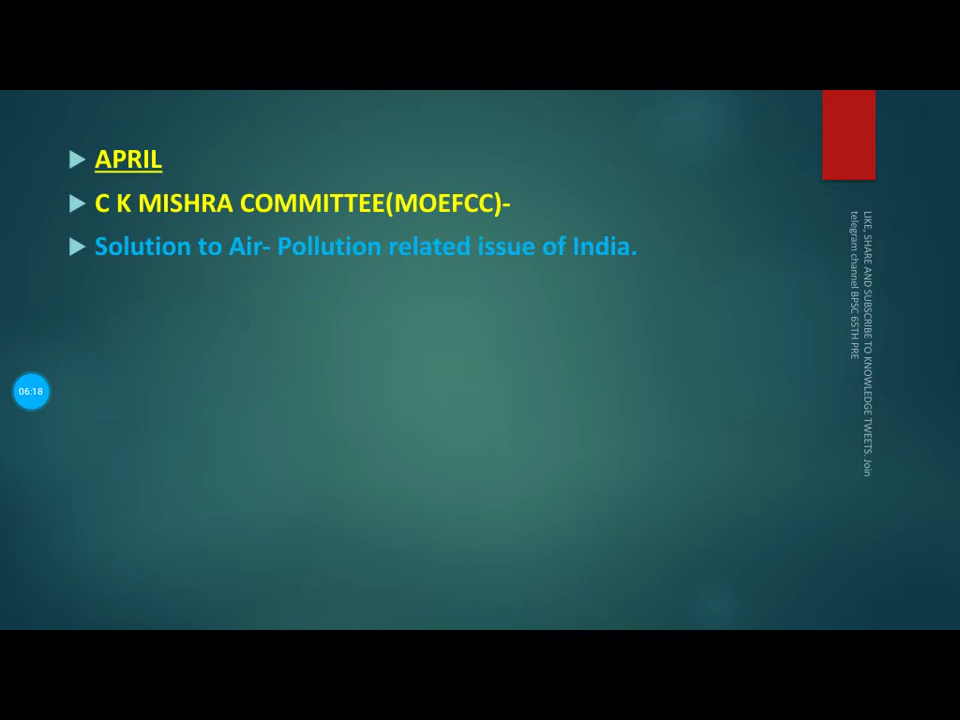 APRIL
C K MISHRA COMMITTEE(MOEFCC)-
Solution to Air- Pollution related issue of India.
06:18
LIKE, SHARE AND SUBSCRIBE TO KNOWLEDGE TWEETS. Join
telegram channel BPSC 65TH PRE